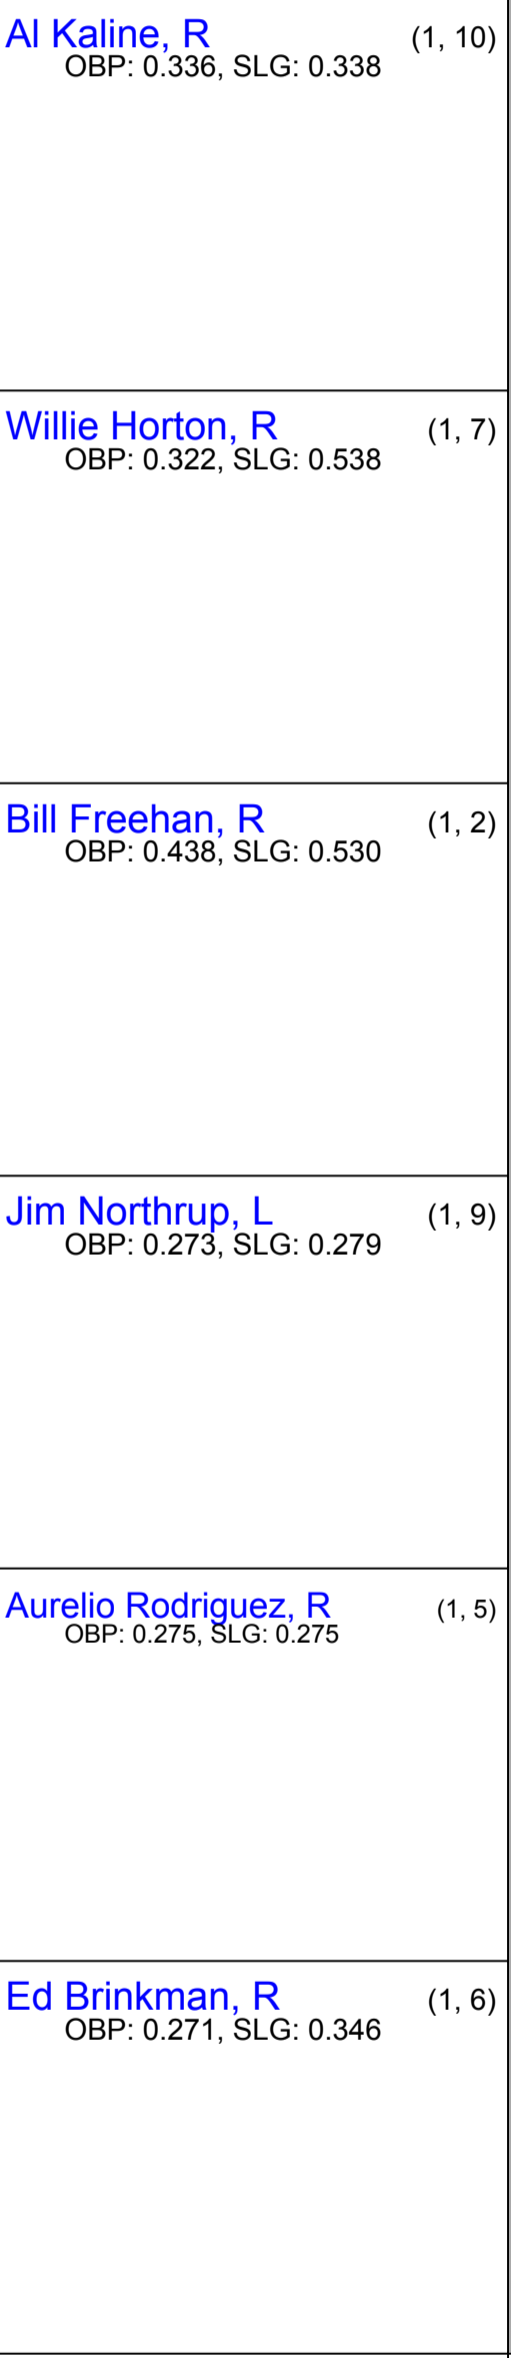 Al Kaline, R (1, 10)
OBP: 0.336, SLG: 0.338
Willie Horton, R (1, 7)
OBP: 0.322, SLG: 0.538
Bill Freehan, R (1, 2)
OBP: 0.438, SLG: 0.530
Jim Northrup, L (1, 9)
OBP: 0.273, SLG: 0.279
Aurelio Rodriguez, R (1, 5)
OBP: 0.275, SLG: 0.275
Ed Brinkman, R (1, 6)
OBP: 0.271, SLG: 0.346